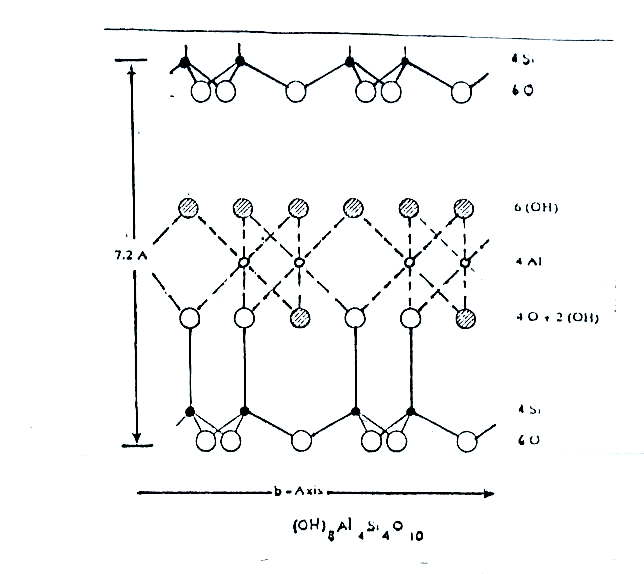 4 Si
6 O
6 (OH)
7.2 A
4 Al
4 O + 2 (OH)
4 Si
6 O
b - Axis
(OH)8Al4Si4O10